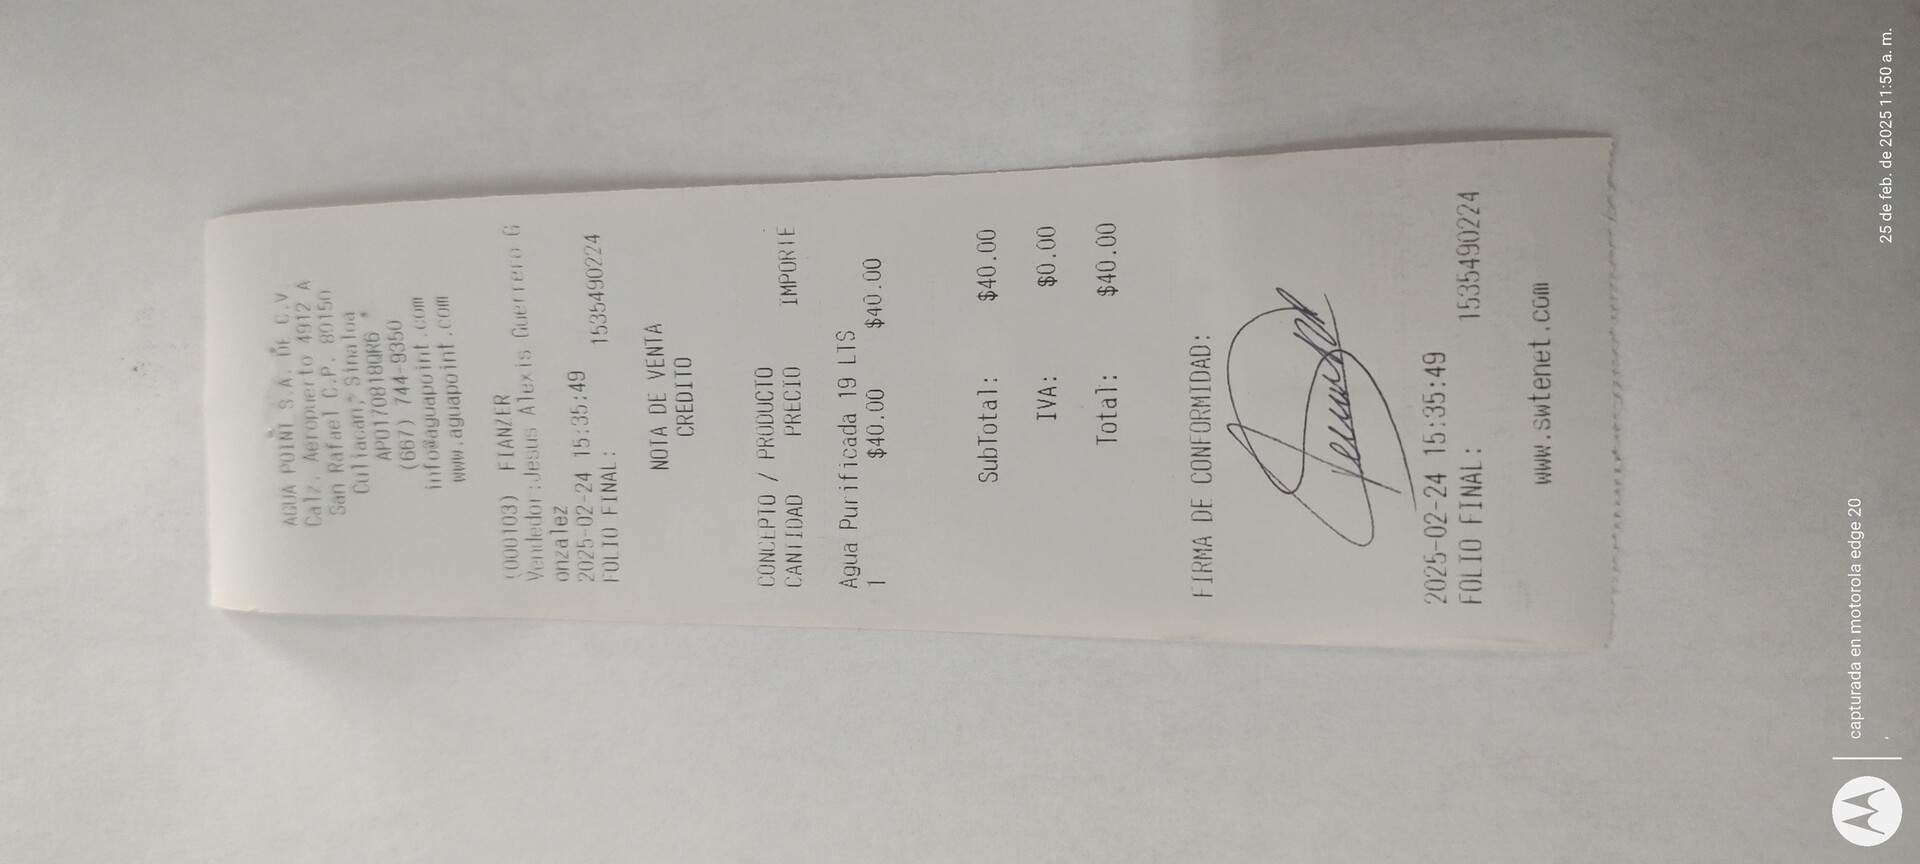 AGUA POINT S.A. DE C.V.
Calz. Aeropuerto 4912 A
San Rafael C.P. 80150
Culiacan, Sinaloa
APO170818QR6
(667) 744-9350
info@aguapoint.com
www.aguapoint.com
(000103) FIANZER
Vendedor:Jesus Alexis Guerrero G
onzalez
2025-02-24 15:35:49
FOLIO FINAL: 1535490224
NOTA DE VENTA
CREDITO
CONCEPTO / PRODUCTO
CANTIDAD PRECIO IMPORTE
Agua Purificada 19 LTS
1 $40.00 $40.00
SubTotal: $40.00
IVA: $0.00
Total: $40.00
FIRMA DE CONFORMIDAD:
2025-02-24 15:35:49
FOLIO FINAL: 1535490224
www.swtenet.com
capturada en motorola edge 20
25 de feb. de 2025 11:50 a. m.